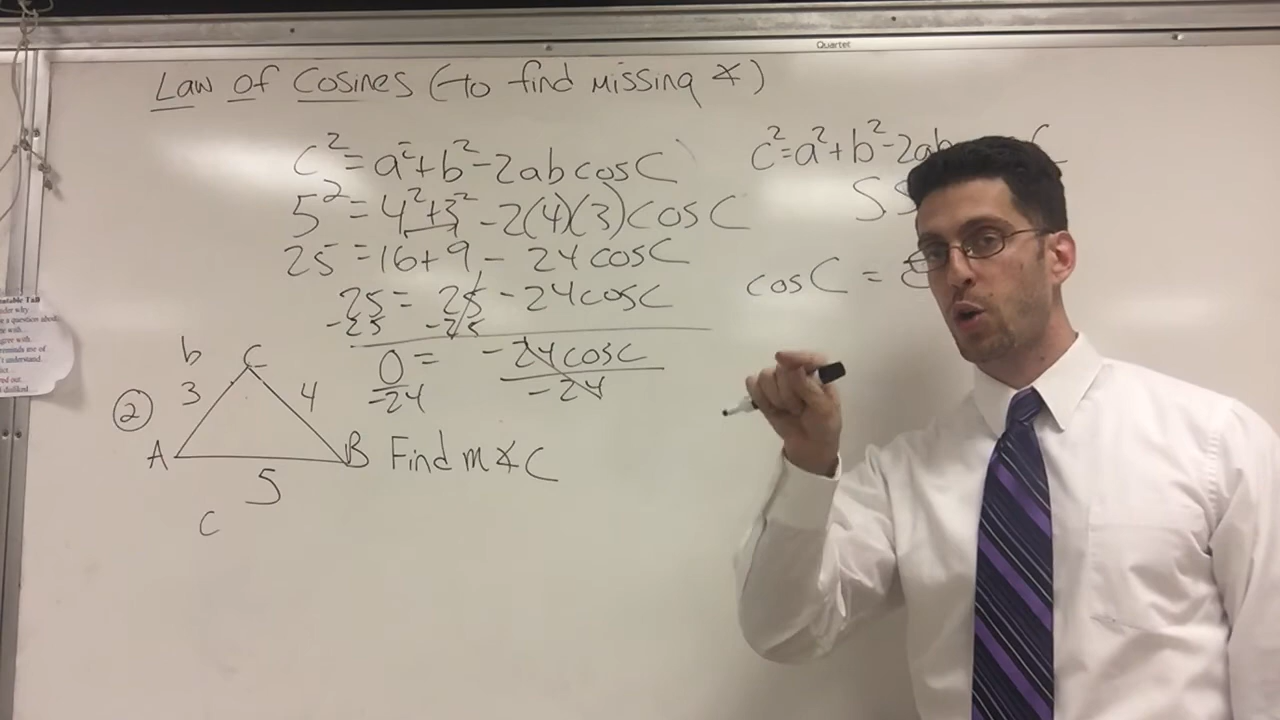 Quartet
Law of Cosines (to find missing ∡)
c² = a² + b² - 2ab cos C
5² = 4² + 3² - 2(4)(3) cos C
25 = 16 + 9 - 24 cos C
25 = 25 - 24 cos C
-25 -25
0 = -24 cos C
-24 -24
c² = a² + b² - 2ab C
SS
cos C =
b
C
3 4
②
A B Find m∡C
5
c